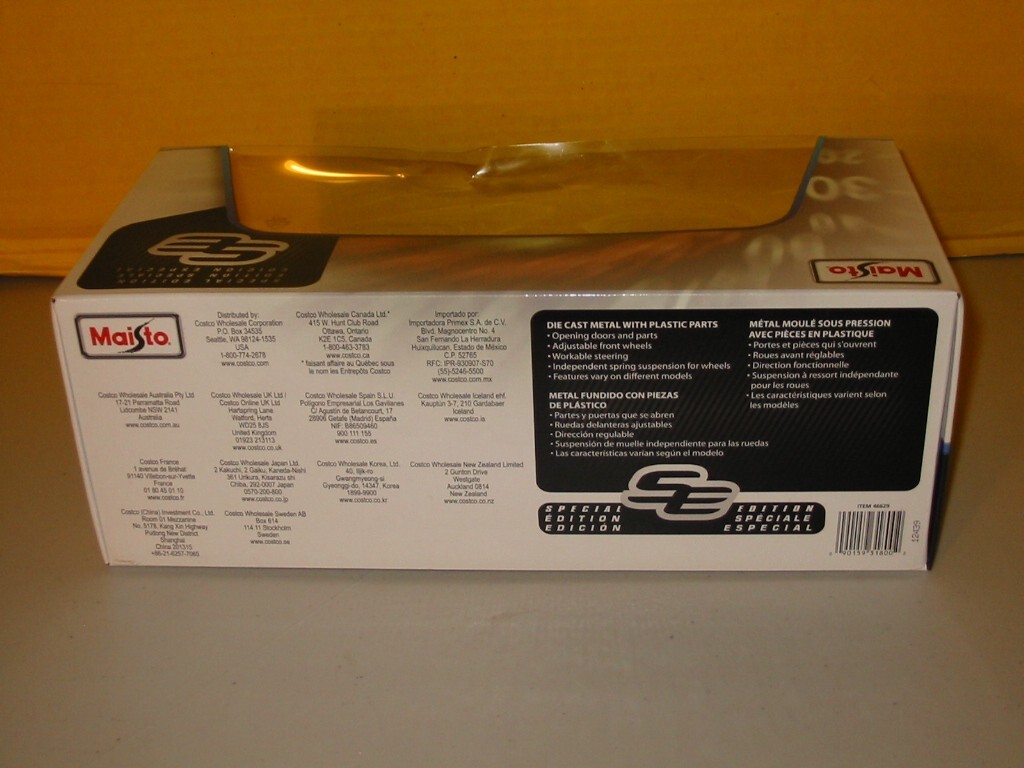 29
30
SE
SPECIAL EDITION
ÉDITION SPÉCIALE
EDICIÓN ESPECIAL
Maisto
Maisto
Distributed by:
Costco Wholesale Corporation
P.O. Box 34535
Seattle, WA 98124-1535
USA
1-800-774-2678
www.costco.com
Costco Wholesale Canada Ltd.*
415 W. Hunt Club Road
Ottawa, Ontario
K2E 1C5, Canada
1-800-463-3783
www.costco.ca
* faisant affaire au Québec sous
le nom les Entrepôts Costco
Importado por:
Importadora Primex S.A. de C.V.
Blvd. Magnocentro No. 4
San Fernando La Herradura
Huixquilucan, Estado de México
C.P. 52765
RFC: IPR-930907-S70
(55)-5246-5500
www.costco.com.mx
Costco Wholesale Australia Pty Ltd
17-21 Parramatta Road
Lidcombe NSW 2141
Australia
www.costco.com.au
Costco Wholesale UK Ltd /
Costco Online UK Ltd
Hartspring Lane
Watford, Herts
WD25 8JS
United Kingdom
01923 213113
www.costco.co.uk
Costco Wholesale Spain S.L.U.
Polígono Empresarial Los Gavilanes
C/ Agustín de Betancourt, 17
28906 Getafe (Madrid) España
NIF: B86509460
900 111 155
www.costco.es
Costco Wholesale Iceland ehf.
Kauptún 3-7, 210 Gardabaer
Iceland
www.costco.is
Costco France
1 avenue de Bréhat
91140 Villebon-sur-Yvette
France
01 80 45 01 10
www.costco.fr
Costco Wholesale Japan Ltd.
361 Urikura, Kisarazu shi
Chiba, 292-0007 Japan
0570-200-800
www.costco.co.jp
Costco Wholesale Korea, Ltd.
40, Iljik-ro
Gwangmyeong-si
Gyeonggi-do, 14347, Korea
1899-9900
www.costco.co.kr
Costco Wholesale New Zealand Limited
2 Gunton Drive
Westgate
Auckland 0814
New Zealand
www.costco.co.nz
Costco (China) Investment Co., Ltd.
Room 01 Mezzanine
No. 5178, Kang Xin Highway
Pudong New District
Shanghai
China 201315
+86-21-6257-7065
Costco Wholesale Sweden AB
Box 614
114 11 Stockholm
Sweden
www.costco.se
DIE CAST METAL WITH PLASTIC PARTS
• Opening doors and parts
• Adjustable front wheels
• Workable steering
• Independent spring suspension for wheels
• Features vary on different models
METAL FUNDIDO CON PIEZAS
DE PLÁSTICO
• Partes y puertas que se abren
• Ruedas delanteras ajustables
• Dirección regulable
• Suspensión de muelle independiente para las ruedas
• Las características varían según el modelo
MÉTAL MOULÉ SOUS PRESSION
AVEC PIÈCES EN PLASTIQUE
• Portes et pièces qui s'ouvrent
• Roues avant réglables
• Direction fonctionnelle
• Suspension à ressort indépendante
pour les roues
• Les caractéristiques varient selon
les modèles
SE
SPECIAL EDITION
ÉDITION SPÉCIALE
EDICIÓN ESPECIAL
ITEM 46629
90159 31800
12439